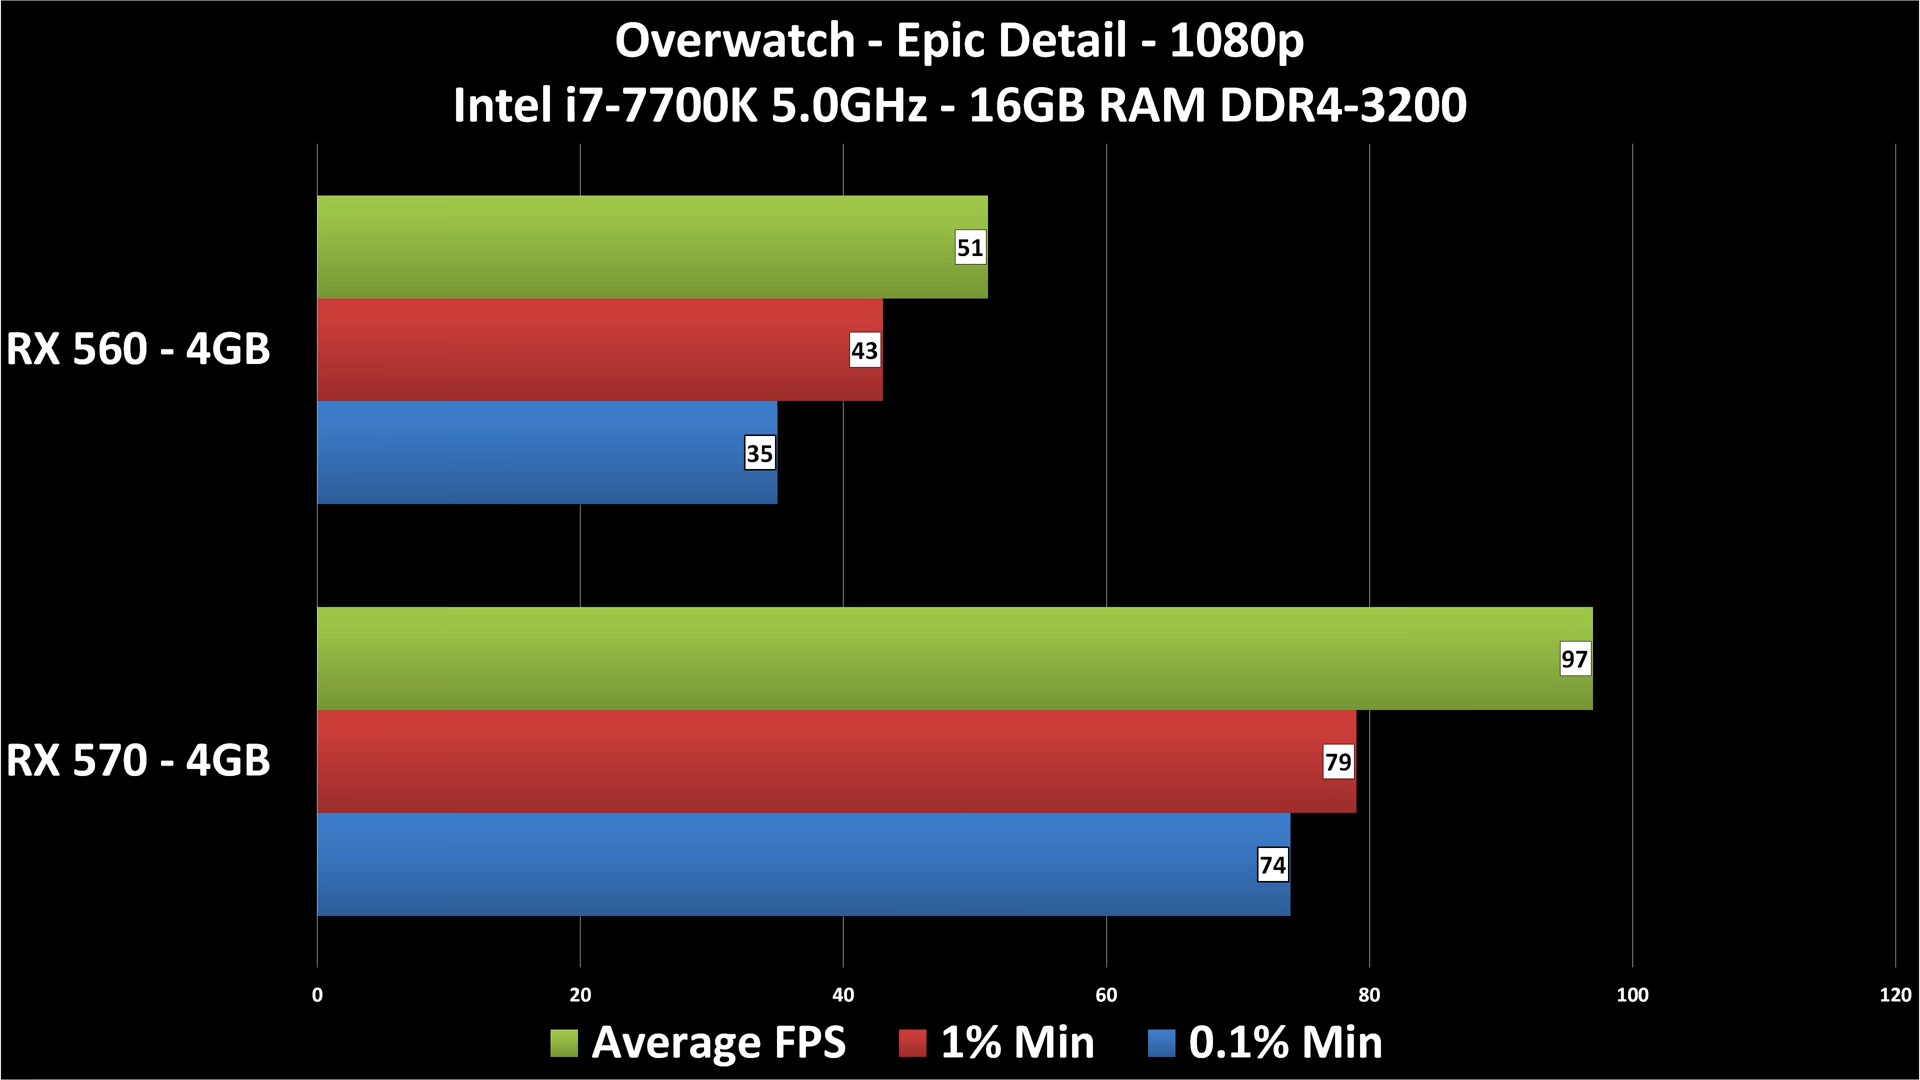 Overwatch - Epic Detail - 1080p
Intel i7-7700K 5.0GHz - 16GB RAM DDR4-3200
51
RX 560 - 4GB
43
35
97
RX 570 - 4GB
79
74
0 20 40 60 80 100 120
Average FPS 1% Min 0.1% Min